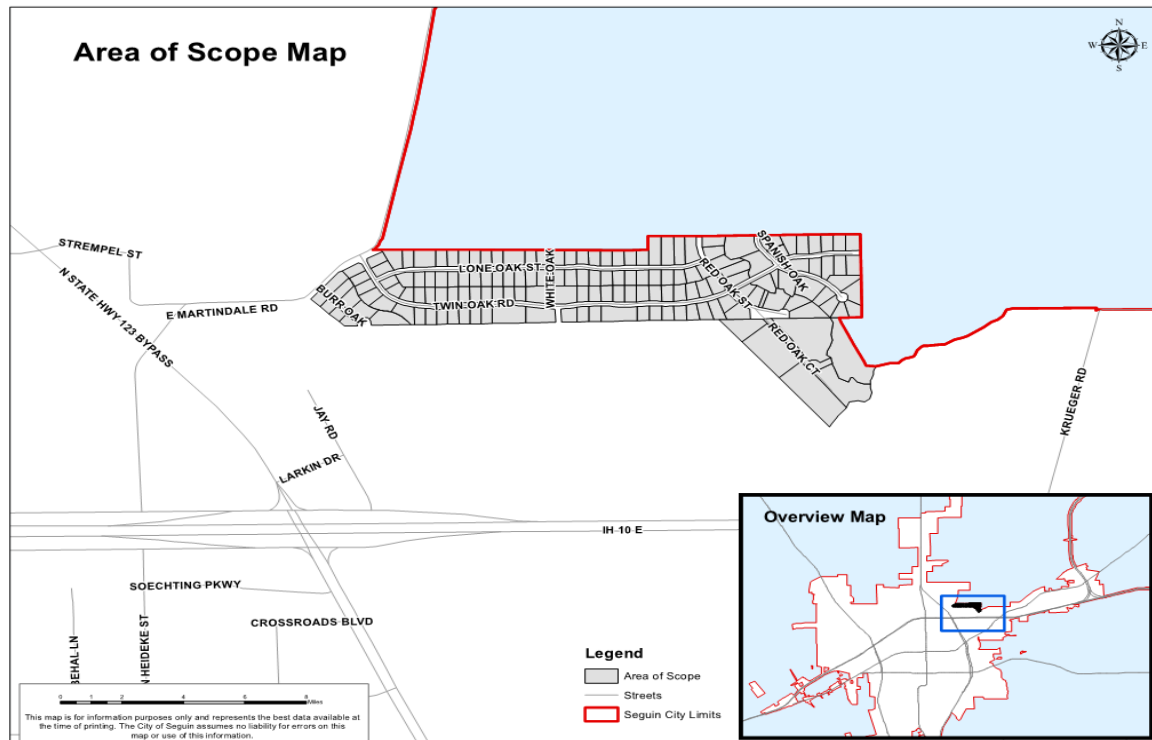 Area of Scope Map
N
W E
S
STREMPEL ST
N STATE HWY 123 BYPASS
E MARTINDALE RD
BURR OAK
LONE OAK ST
TWIN OAK RD
WHITE OAK
RED OAK ST
SPANISH OAK
RED OAK CT
KRUEGER RD
JAY RD
LARKIN DR
IH 10 E
SOECHTING PKWY
CROSSROADS BLVD
BEHAL LN
N HEIDEKE ST
Overview Map
Legend
Area of Scope
Streets
Seguin City Limits
0 1 2 4 6 8
Miles
This map is for information purposes only and represents the best data available at
the time of printing. The City of Seguin assumes no liability for errors on this
map or use of this information.